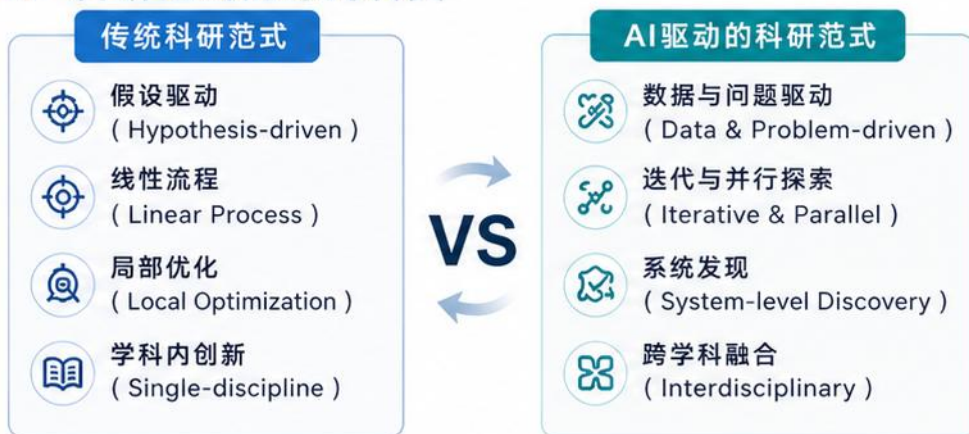 传统科研范式
假设驱动
( Hypothesis-driven )
线性流程
( Linear Process )
局部优化
( Local Optimization )
学科内创新
( Single-discipline )
VS
AI驱动的科研范式
数据与问题驱动
( Data & Problem-driven )
迭代与并行探索
( Iterative & Parallel )
系统发现
( System-level Discovery )
跨学科融合
( Interdisciplinary )